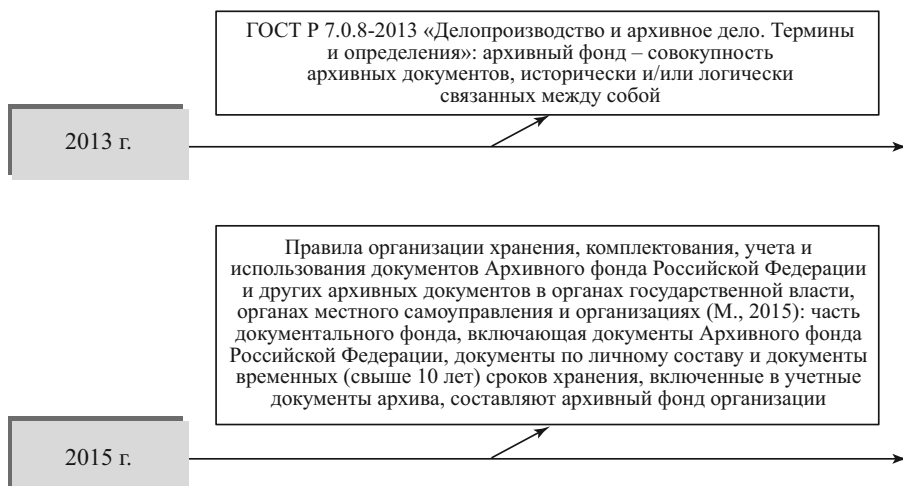 ГОСТ Р 7.0.8-2013 «Делопроизводство и архивное дело. Термины
и определения»: архивный фонд – совокупность
архивных документов, исторически и/или логически
связанных между собой
2013 г.
Правила организации хранения, комплектования, учета и
использования документов Архивного фонда Российской Федерации
и других архивных документов в органах государственной власти,
органах местного самоуправления и организациях (М., 2015): часть
документального фонда, включающая документы Архивного фонда
Российской Федерации, документы по личному составу и документы
временных (свыше 10 лет) сроков хранения, включенные в учетные
документы архива, составляют архивный фонд организации
2015 г.